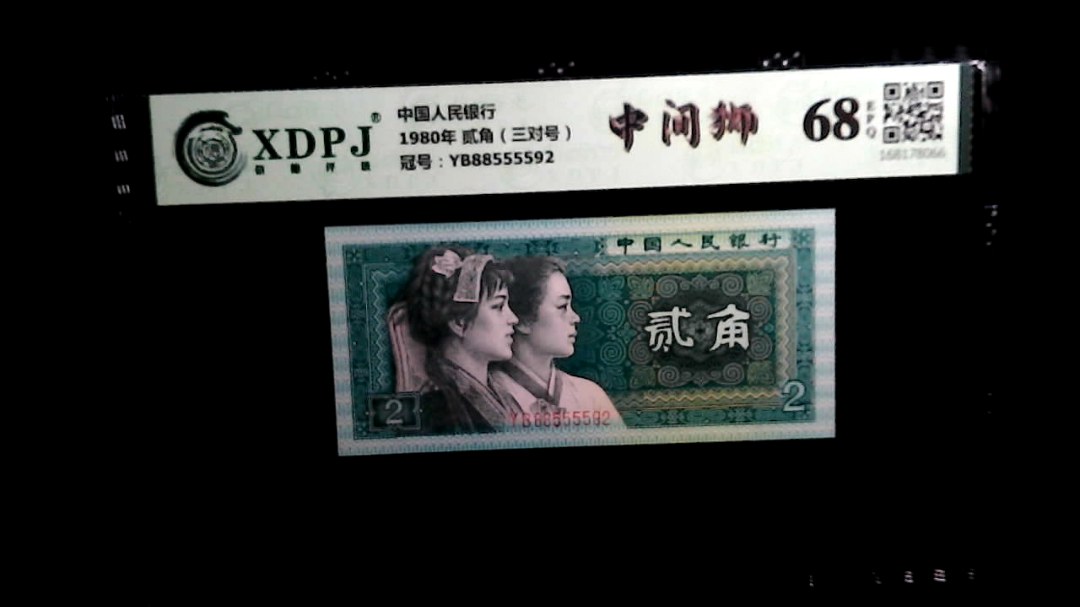 XDPJ®
中国人民银行
1980年 贰角（三对号）
冠号：YB88555592
中间狮
68
EPQ
168178066
中国人民银行
贰角
2
2
YB88555592